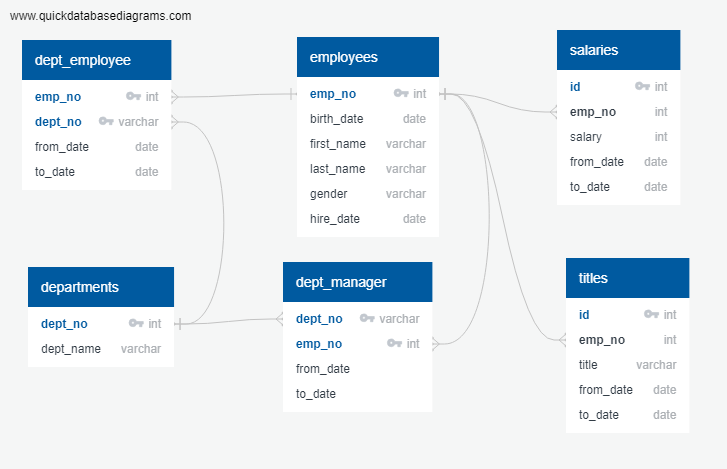 www.quickdatabasediagrams.com
dept_employee
emp_no int
dept_no varchar
from_date date
to_date date
employees
emp_no int
birth_date date
first_name varchar
last_name varchar
gender varchar
hire_date date
salaries
id int
emp_no int
salary int
from_date date
to_date date
departments
dept_no int
dept_name varchar
dept_manager
dept_no varchar
emp_no int
from_date
to_date
titles
id int
emp_no int
title varchar
from_date date
to_date date